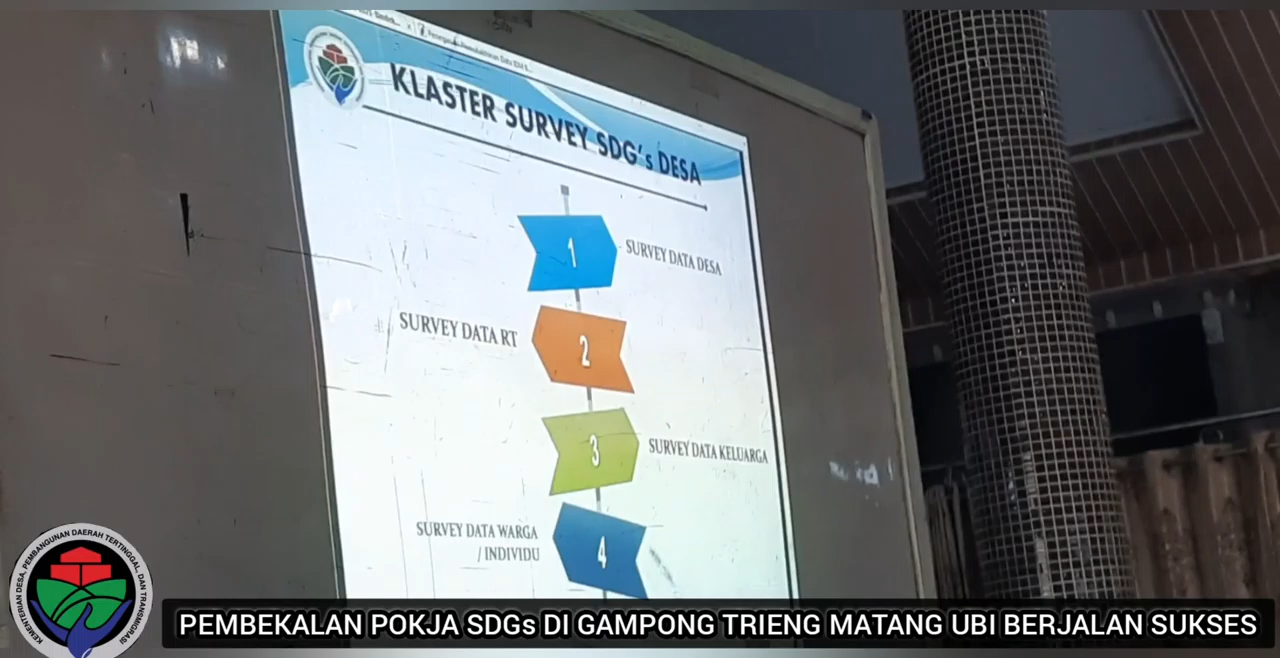 KLASTER SURVEY SDG's DESA
1
SURVEY DATA DESA
SURVEY DATA RT
2
3
SURVEY DATA KELUARGA
SURVEY DATA WARGA
/ INDIVIDU
4
KEMENTERIAN DESA, PEMBANGUNAN DAERAH TERTINGGAL, DAN TRANSMIGRASI
PEMBEKALAN POKJA SDGs DI GAMPONG TRIENG MATANG UBI BERJALAN SUKSES